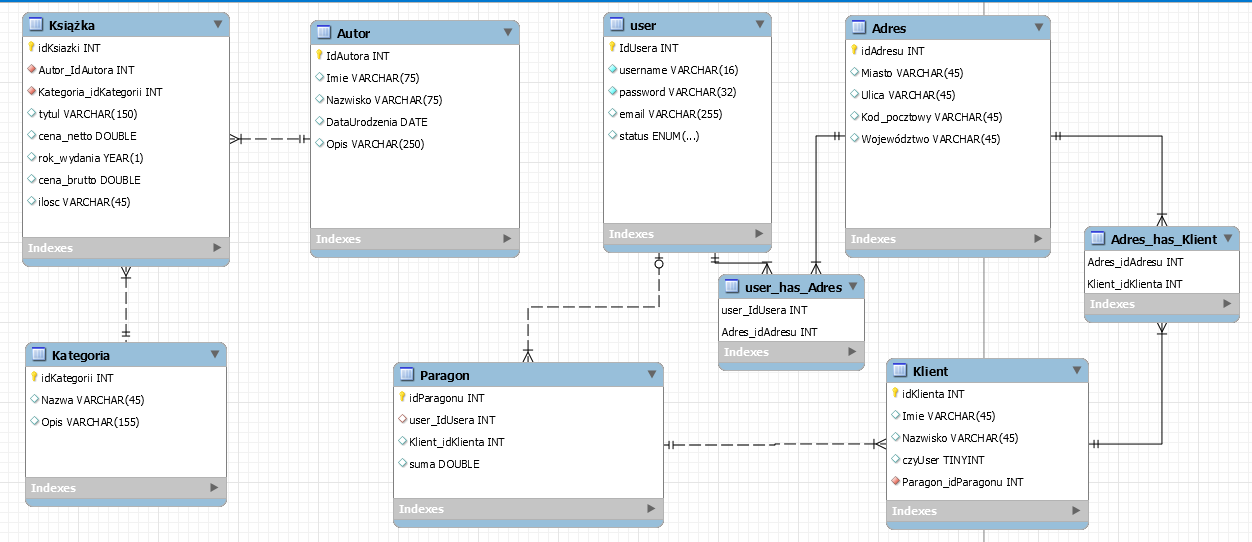 Książka
idKsiazki INT
Autor_IdAutora INT
Kategoria_idKategorii INT
tytul VARCHAR(150)
cena_netto DOUBLE
rok_wydania YEAR(1)
cena_brutto DOUBLE
ilosc VARCHAR(45)
Indexes
Autor
IdAutora INT
Imie VARCHAR(75)
Nazwisko VARCHAR(75)
DataUrodzenia DATE
Opis VARCHAR(250)
Indexes
user
IdUsera INT
username VARCHAR(16)
password VARCHAR(32)
email VARCHAR(255)
status ENUM(...)
Indexes
Adres
idAdresu INT
Miasto VARCHAR(45)
Ulica VARCHAR(45)
Kod_pocztowy VARCHAR(45)
Województwo VARCHAR(45)
Indexes
Adres_has_Klient
Adres_idAdresu INT
Klient_idKlienta INT
Indexes
user_has_Adres
user_IdUsera INT
Adres_idAdresu INT
Indexes
Kategoria
idKategorii INT
Nazwa VARCHAR(45)
Opis VARCHAR(155)
Indexes
Paragon
idParagonu INT
user_IdUsera INT
Klient_idKlienta INT
suma DOUBLE
Indexes
Klient
idKlienta INT
Imie VARCHAR(45)
Nazwisko VARCHAR(45)
czyUser TINYINT
Paragon_idParagonu INT
Indexes